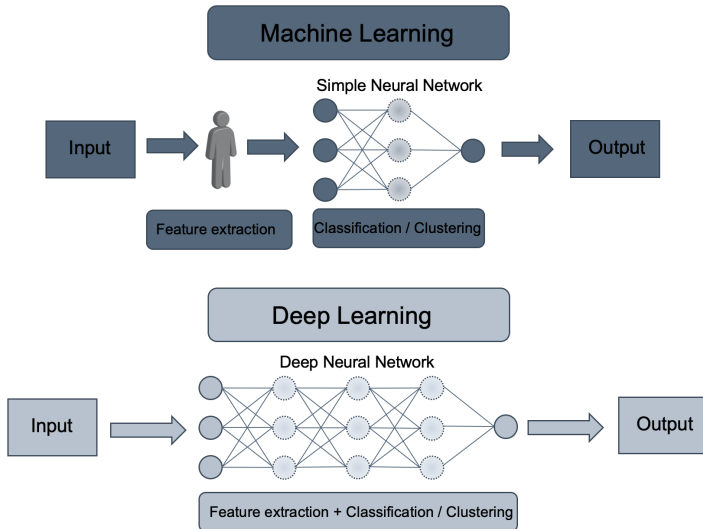 Machine Learning
Simple Neural Network
Input
Output
Feature extraction
Classification / Clustering
Deep Learning
Deep Neural Network
Input
Output
Feature extraction + Classification / Clustering